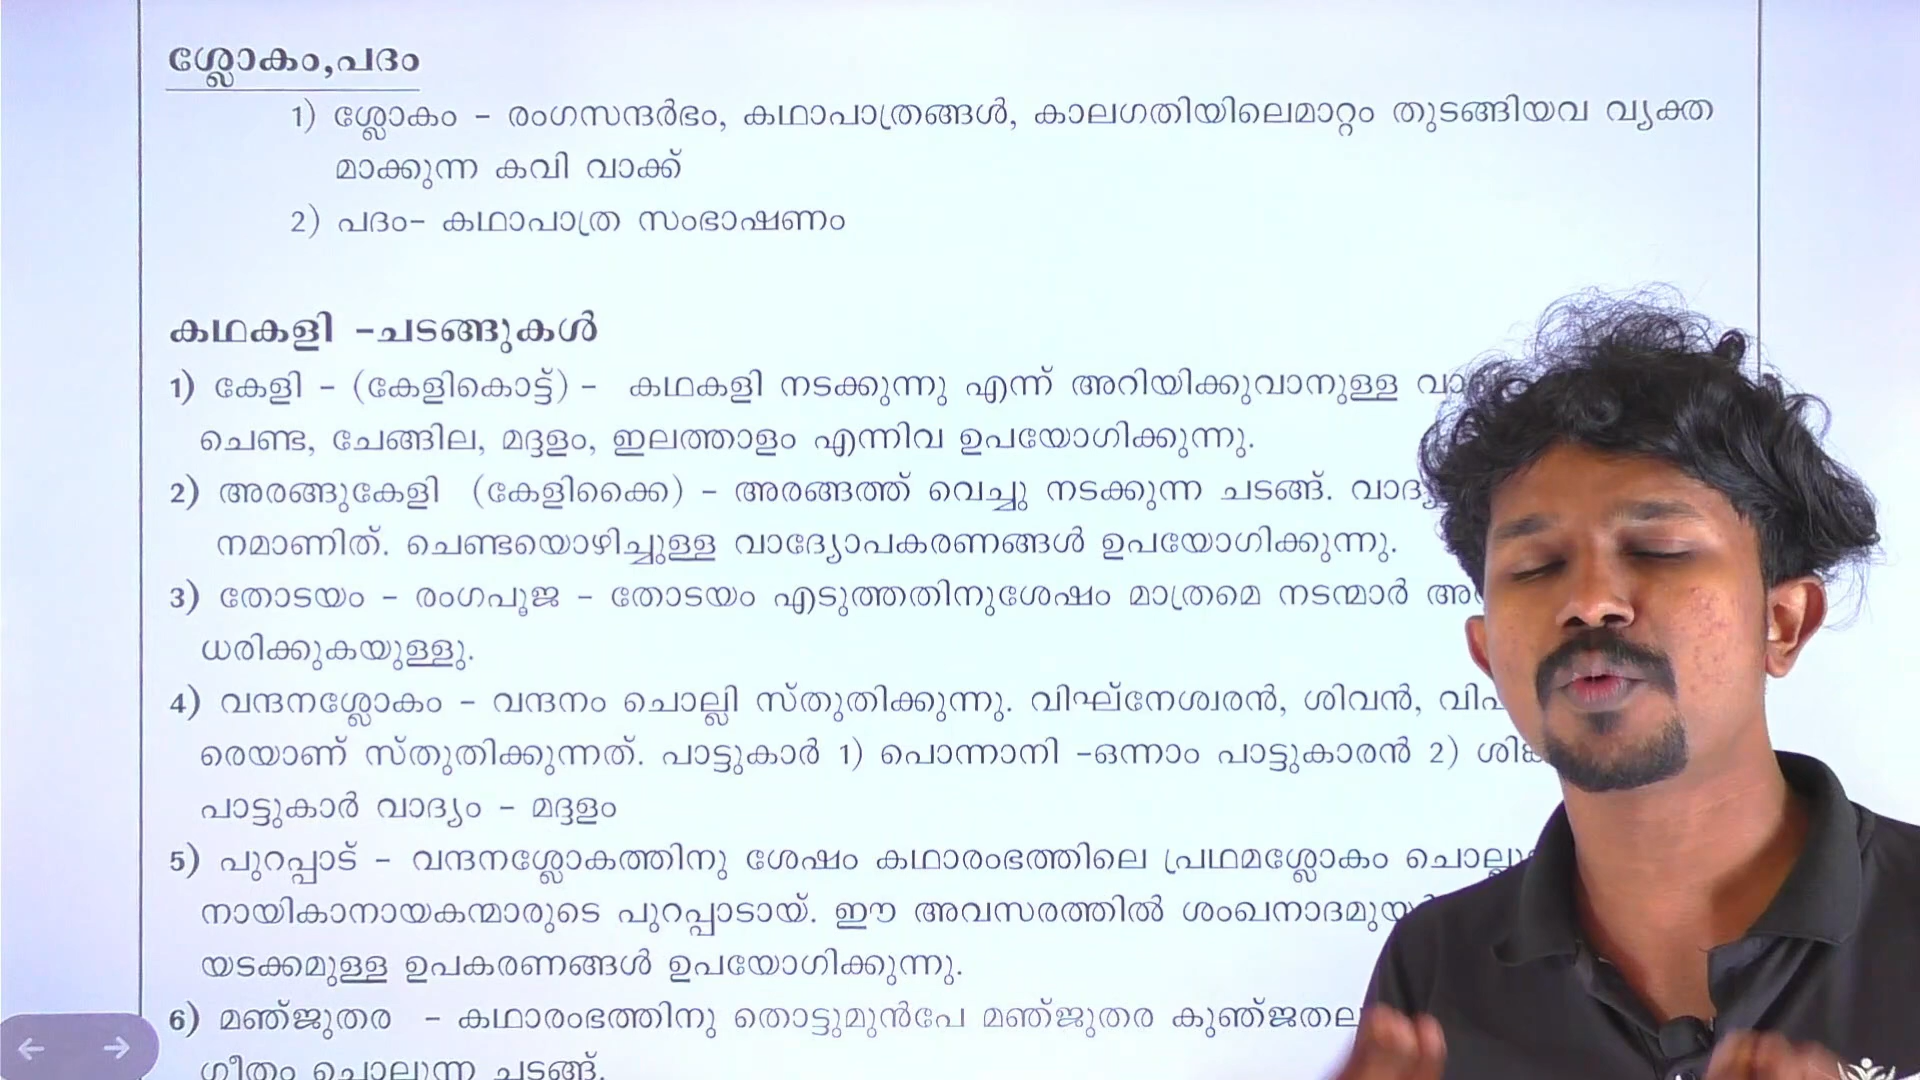 ശ്ലോകം,പദം
1) ശ്ലോകം - രംഗസന്ദർഭം, കഥാപാത്രങ്ങൾ, കാലഗതിയിലെമാറ്റം തുടങ്ങിയവ വ്യക്ത
മാക്കുന്ന കവി വാക്ക്
2) പദം- കഥാപാത്ര സംഭാഷണം
കഥകളി -ചടങ്ങുകൾ
1) കേളി - (കേളികൊട്ട്) - കഥകളി നടക്കുന്നു എന്ന് അറിയിക്കുവാനുള്ള
ചെണ്ട, ചേങ്ങില, മദ്ദളം, ഇലത്താളം എന്നിവ ഉപയോഗിക്കുന്നു.
2) അരങ്ങുകേളി (കേളിക്കൈ) - അരങ്ങത്ത് വെച്ചു നടക്കുന്ന ചടങ്ങ്.
നമാണിത്. ചെണ്ടയൊഴിച്ചുള്ള വാദ്യോപകരണങ്ങൾ ഉപയോഗിക്കുന്നു.
3) തോടയം - രംഗപൂജ - തോടയം എടുത്തതിനുശേഷം മാത്രമെ നടന്മാർ
ധരിക്കുകയുള്ളു.
4) വന്ദനശ്ലോകം - വന്ദനം ചൊല്ലി സ്തുതിക്കുന്നു. വിഘ്നേശ്വരൻ, ശിവൻ,
രെയാണ് സ്തുതിക്കുന്നത്. പാട്ടുകാർ 1) പൊന്നാനി -ഒന്നാം പാട്ടുകാരൻ 2)
പാട്ടുകാർ വാദ്യം - മദ്ദളം
5) പുറപ്പാട് - വന്ദനശ്ലോകത്തിനു ശേഷം കഥാരംഭത്തിലെ പ്രഥമശ്ലോകം
നായികാനായകന്മാരുടെ പുറപ്പാടായ്. ഈ അവസരത്തിൽ
യടക്കമുള്ള ഉപകരണങ്ങൾ ഉപയോഗിക്കുന്നു.
6) മഞ്ജുതര - കഥാരംഭത്തിനു തൊട്ടുമുൻപേ മഞ്ജുതര
ഗീതം ചൊല്ലുന്ന ചടങ്ങ്.